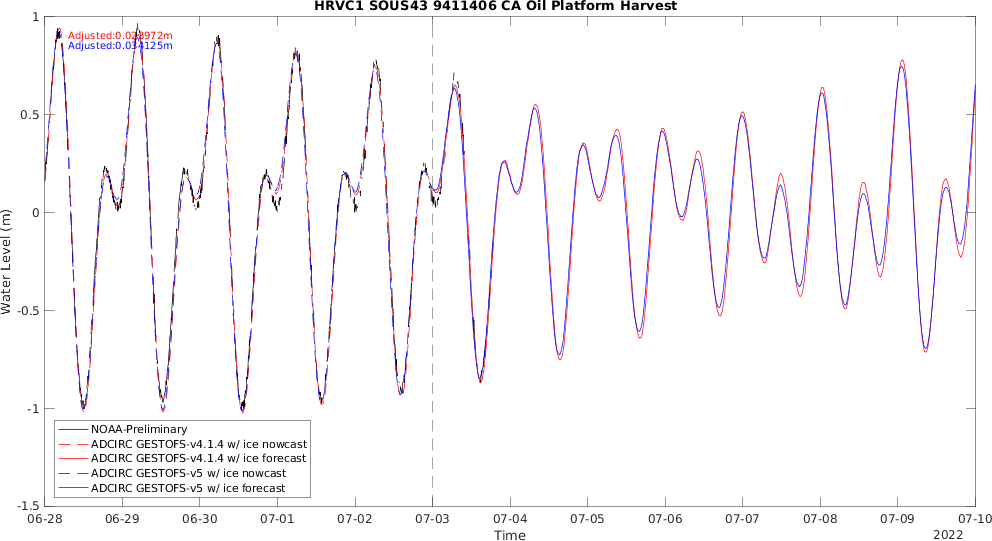 HRVC1 SOUS43 9411406 CA Oil Platform Harvest
1
0.5
0
-0.5
-1
-1.5
Water Level (m)
Adjusted:0.028972m
Adjusted:0.034125m
NOAA-Preliminary
ADCIRC GESTOFS-v4.1.4 w/ ice nowcast
ADCIRC GESTOFS-v4.1.4 w/ ice forecast
ADCIRC GESTOFS-v5 w/ ice nowcast
ADCIRC GESTOFS-v5 w/ ice forecast
06-28 06-29 06-30 07-01 07-02 07-03 07-04 07-05 07-06 07-07 07-08 07-09 07-10
Time
2022